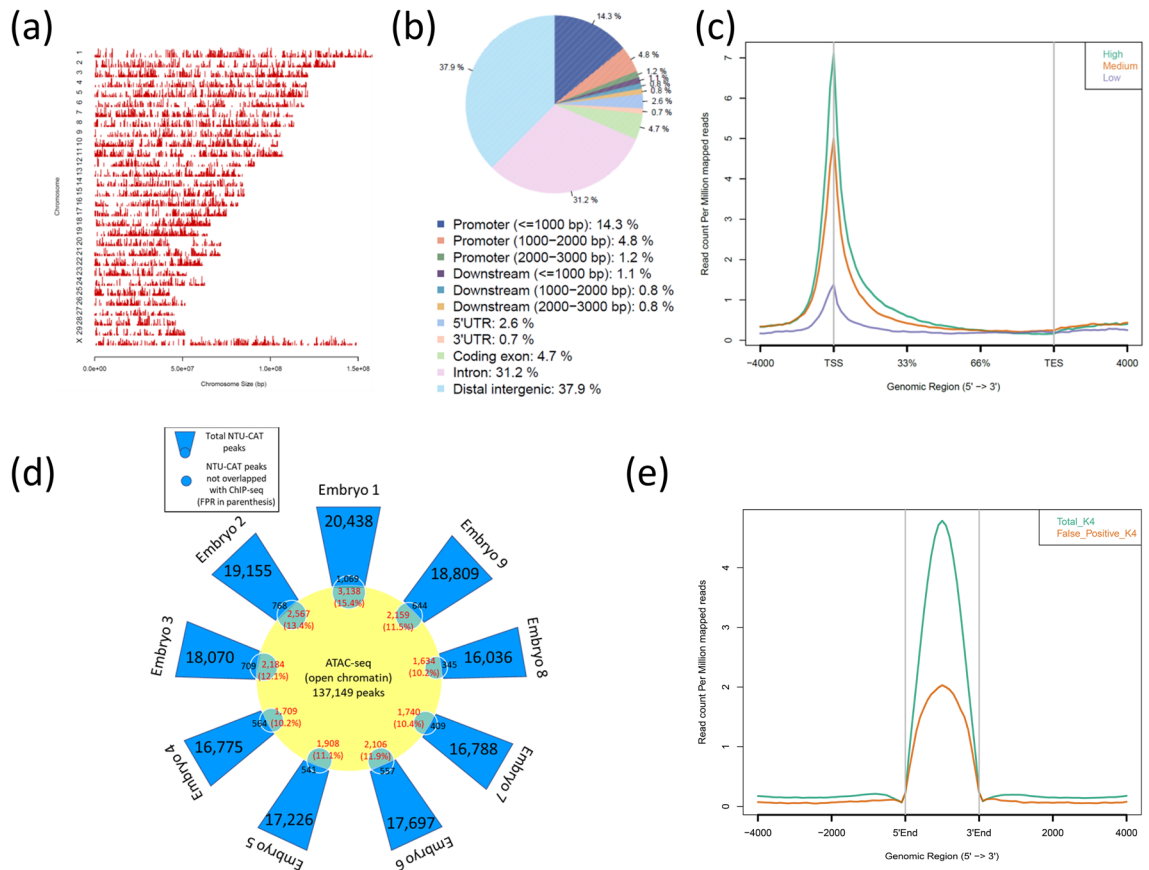 (a)
Chromosome
1
2
3
4
5
6
7
8
9
10
11
12
13
14
15
16
17
18
19
20
21
22
23
24
25
26
27
28
29
X
0.0e+00
5.0e+07
1.0e+08
1.5e+08
Chromosome Size (bp)
(b)
14.3 %
4.8 %
1.2 %
1.1 %
0.8 %
0.8 %
2.6 %
0.7 %
4.7 %
31.2 %
37.9 %
Promoter (<=1000 bp): 14.3 %
Promoter (1000−2000 bp): 4.8 %
Promoter (2000−3000 bp): 1.2 %
Downstream (<=1000 bp): 1.1 %
Downstream (1000−2000 bp): 0.8 %
Downstream (2000−3000 bp): 0.8 %
5'UTR: 2.6 %
3'UTR: 0.7 %
Coding exon: 4.7 %
Intron: 31.2 %
Distal intergenic: 37.9 %
(c)
Read count Per Million mapped reads
7
6
5
4
3
2
1
0
High
Medium
Low
−4000
TSS
33%
66%
TES
4000
Genomic Region (5' −> 3')
(d)
Total NTU-CAT
peaks
NTU-CAT peaks
not overlapped
with ChIP-seq
(FPR in parenthesis)
Embryo 1
20,438
1,069
3,138
(15.4%)
Embryo 2
19,155
768
2,567
(13.4%)
Embryo 3
18,070
709
2,184
(12.1%)
Embryo 4
16,775
564
1,709
(10.2%)
Embryo 5
17,226
541
1,908
(11.1%)
Embryo 6
17,697
557
2,106
(11.9%)
Embryo 7
16,788
409
1,740
(10.4%)
Embryo 8
16,036
345
1,634
(10.2%)
Embryo 9
18,809
644
2,159
(11.5%)
ATAC-seq
(open chromatin)
137,149 peaks
(e)
Read count Per Million mapped reads
4
3
2
1
0
Total_K4
False_Positive_K4
−4000
−2000
5'End
3'End
2000
4000
Genomic Region (5' −> 3')